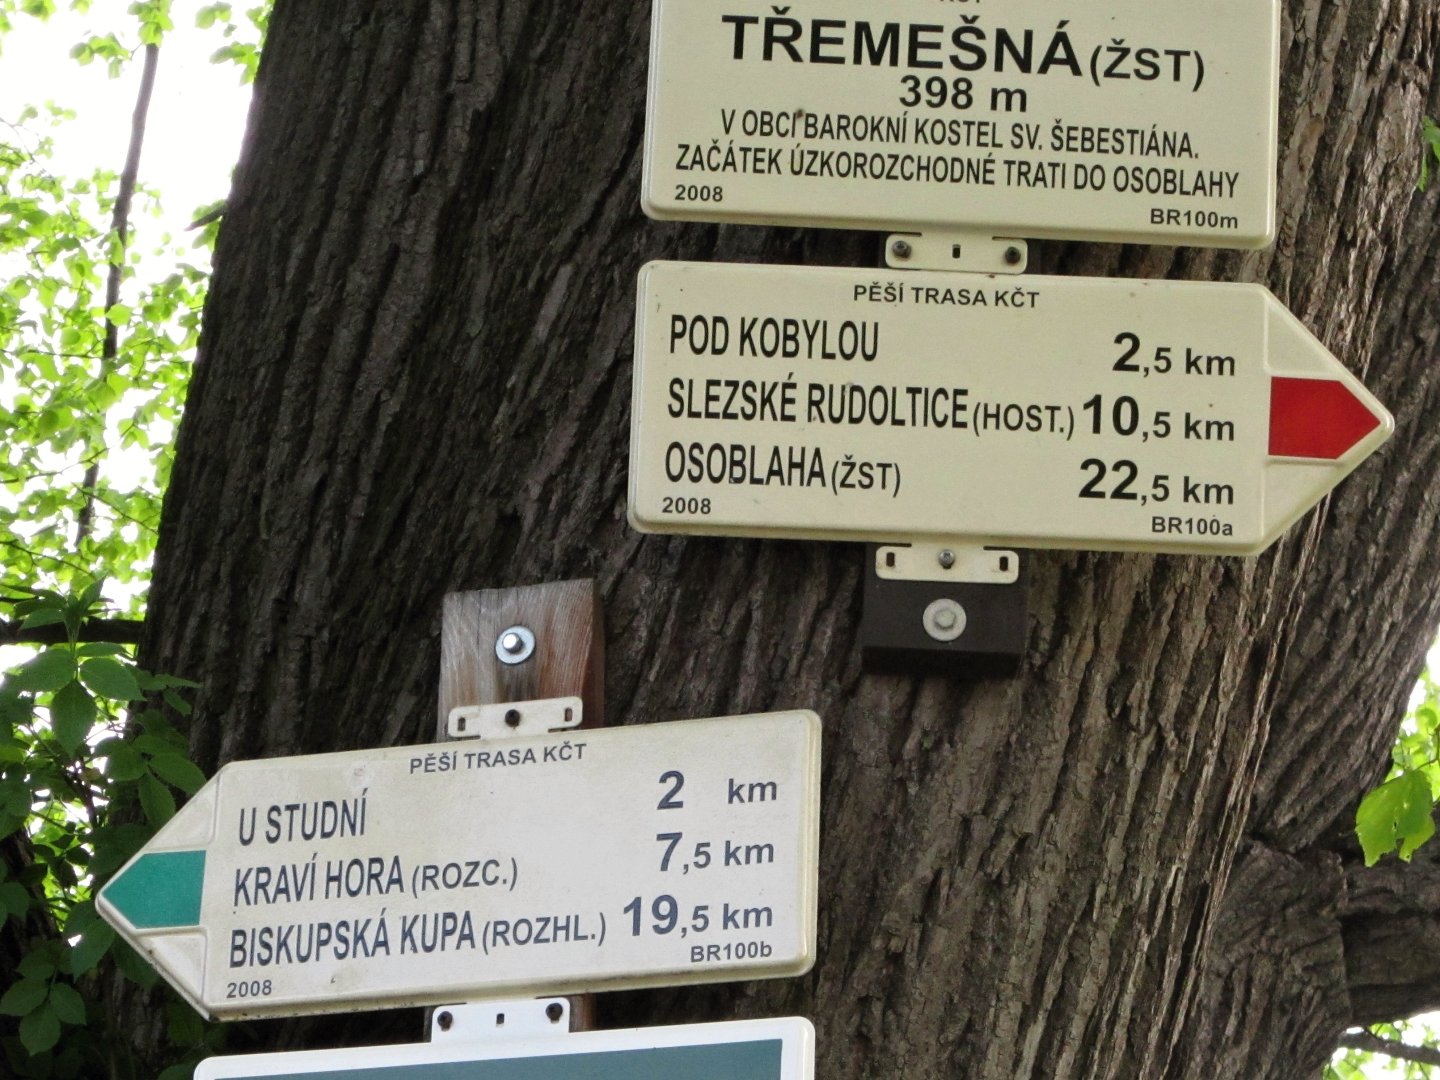 TŘEMEŠNÁ (ŽST)
398 m
V OBCI BAROKNÍ KOSTEL SV. ŠEBESTIÁNA.
ZAČÁTEK ÚZKOROZCHODNÉ TRATI DO OSOBLAHY
2008 BR100m
PĚŠÍ TRASA KČT
POD KOBYLOU 2,5 km
SLEZSKÉ RUDOLTICE (HOST.) 10,5 km
OSOBLAHA (ŽST) 22,5 km
2008 BR100a
PĚŠÍ TRASA KČT
U STUDNÍ 2 km
KRAVÍ HORA (ROZC.) 7,5 km
BISKUPSKÁ KUPA (ROZHL.) 19,5 km
2008 BR100b